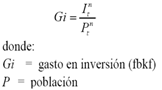 Gi = I_t^n / P_t^n
donde:
Gi = gasto en inversión (fbkf)
P = población